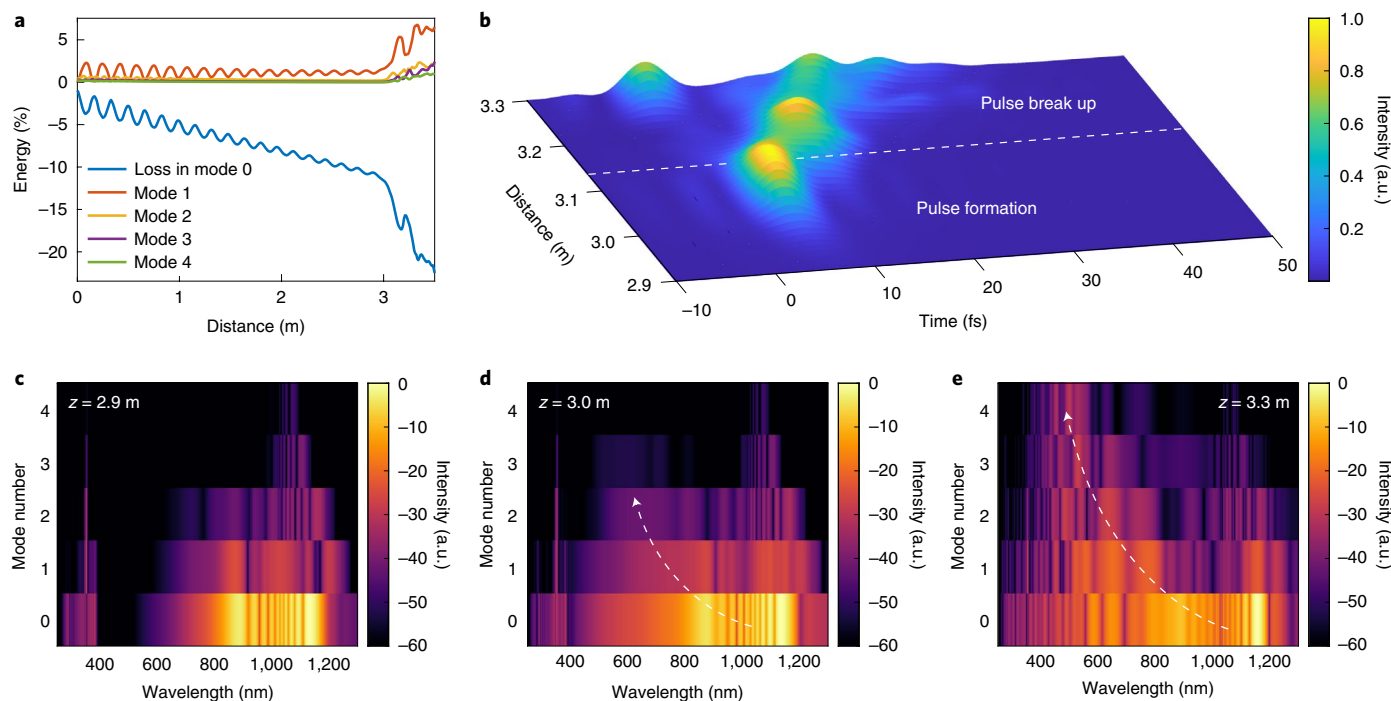 a
5
0
−5
−10
−15
−20
Energy (%)
Loss in mode 0
Mode 1
Mode 2
Mode 3
Mode 4
0
1
2
3
Distance (m)
b
3.3
3.2
3.1
3.0
2.9
Distance (m)
Pulse break up
Pulse formation
−10
0
10
20
30
40
50
Time (fs)
1.0
0.8
0.6
0.4
0.2
Intensity (a.u.)
c
z = 2.9 m
4
3
2
1
0
Mode number
400
600
800
1,000
1,200
Wavelength (nm)
0
−10
−20
−30
−40
−50
−60
Intensity (a.u.)
d
z = 3.0 m
4
3
2
1
0
Mode number
400
600
800
1,000
1,200
Wavelength (nm)
0
−10
−20
−30
−40
−50
−60
Intensity (a.u.)
e
z = 3.3 m
4
3
2
1
0
Mode number
400
600
800
1,000
1,200
Wavelength (nm)
0
−10
−20
−30
−40
−50
−60
Intensity (a.u.)